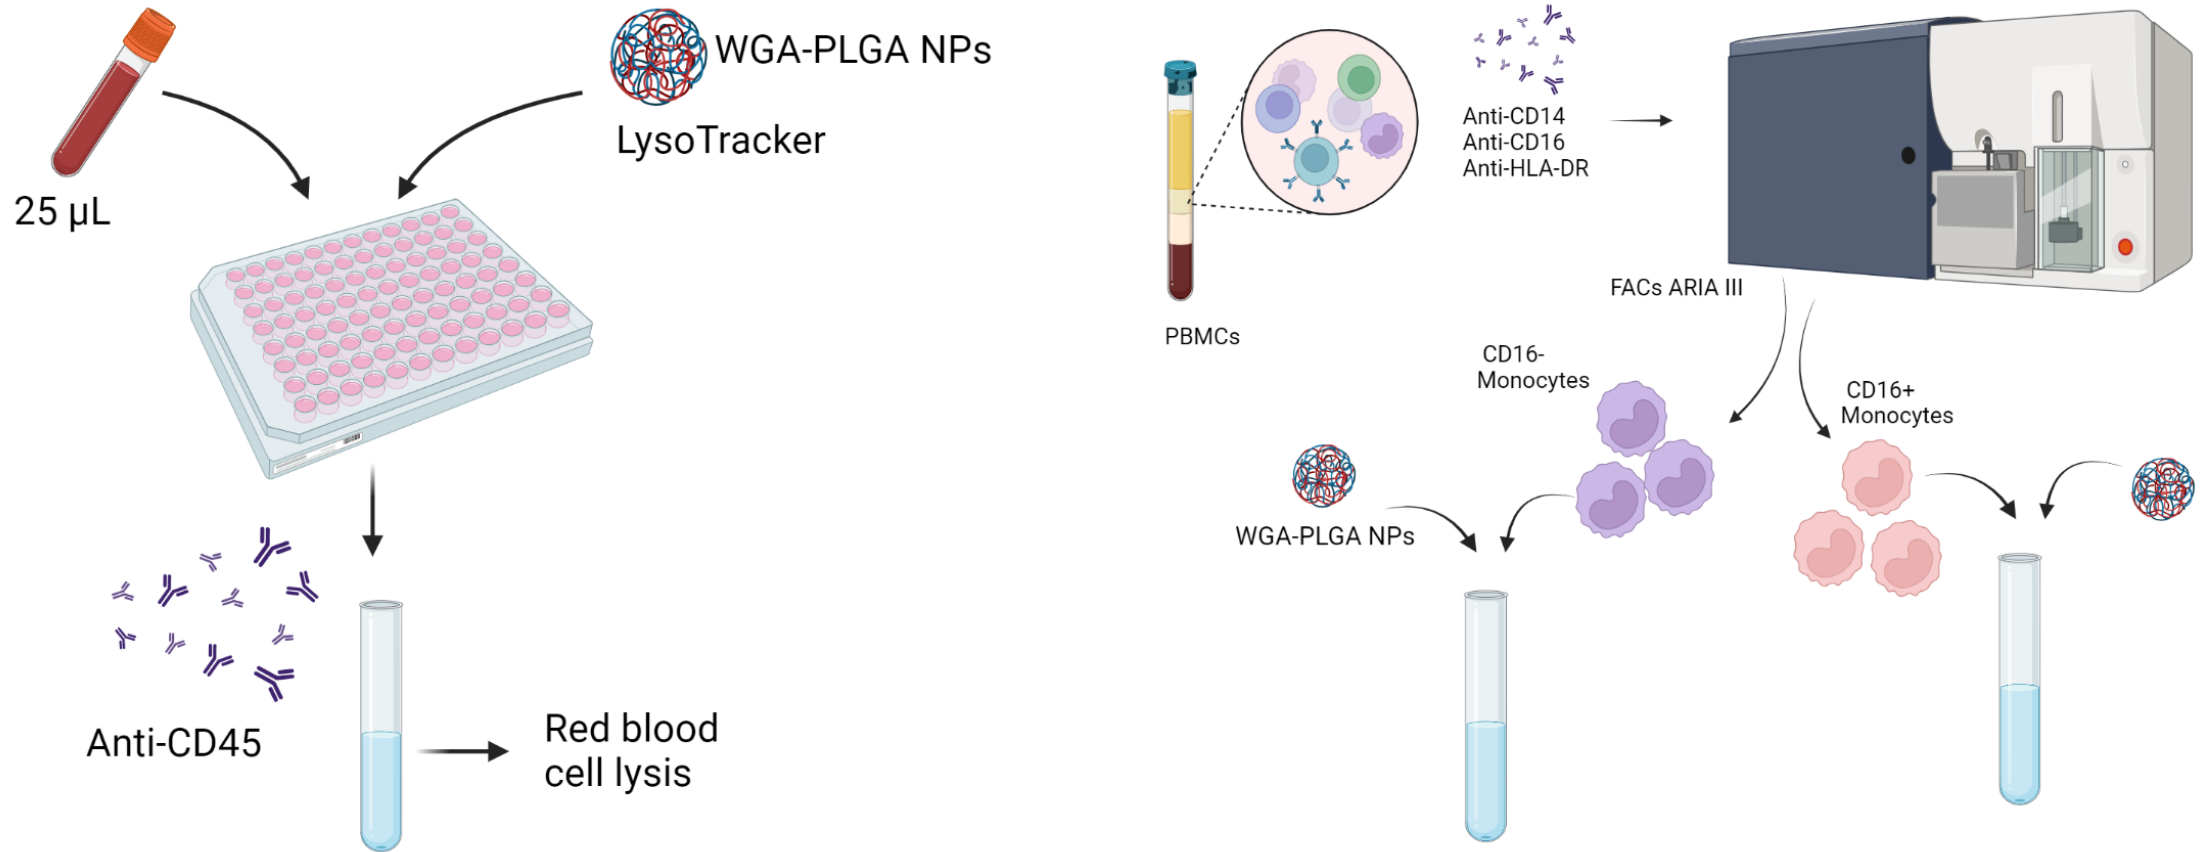 WGA-PLGA NPs
LysoTracker
25 µL
Anti-CD45
Red blood
cell lysis
PBMCs
Anti-CD14
Anti-CD16
Anti-HLA-DR
FACs ARIA III
CD16-
Monocytes
CD16+
Monocytes
WGA-PLGA NPs